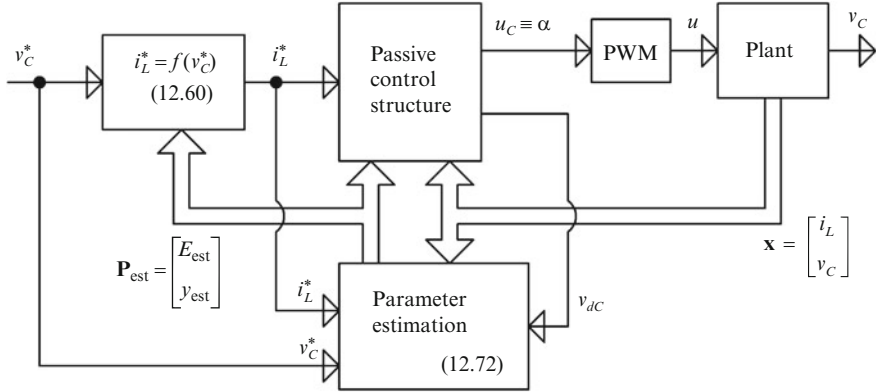 v_C^*
i_L^* = f(v_C^*)
(12.60)
i_L^*
Passive
control
structure
u_C ≡ α
PWM
u
Plant
v_C
P_est = [E_est
y_est]
x = [i_L
v_C]
i_L^*
v_C^*
Parameter
estimation
(12.72)
v_dC